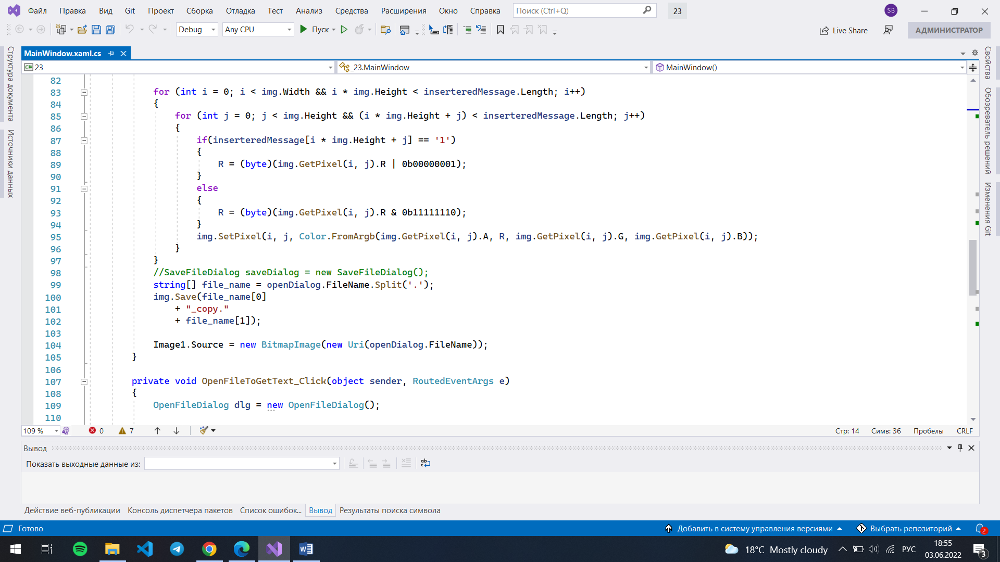 Файл Правка Вид Git Проект Сборка Отладка Тест Анализ Средства Расширения Окно Справка Поиск (Ctrl+Q) 23 SB
Debug Any CPU Пуск Live Share АДМИНИСТРАТОР
MainWindow.xaml.cs
23 _23.MainWindow MainWindow()
Структура документа
Источники данных
82
83 for (int i = 0; i < img.Width && i * img.Height < inserteredMessage.Length; i++)
84 {
85 for (int j = 0; j < img.Height && (i * img.Height + j) < inserteredMessage.Length; j++)
86 {
87 if(inserteredMessage[i * img.Height + j] == '1')
88 {
89 R = (byte)(img.GetPixel(i, j).R | 0b00000001);
90 }
91 else
92 {
93 R = (byte)(img.GetPixel(i, j).R & 0b11111110);
94 }
95 img.SetPixel(i, j, Color.FromArgb(img.GetPixel(i, j).A, R, img.GetPixel(i, j).G, img.GetPixel(i, j).B));
96 }
97 }
98 //SaveFileDialog saveDialog = new SaveFileDialog();
99 string[] file_name = openDialog.FileName.Split('.');
100 img.Save(file_name[0]
101 + "_copy."
102 + file_name[1]);
103
104 Image1.Source = new BitmapImage(new Uri(openDialog.FileName));
105 }
106
107 private void OpenFileToGetText_Click(object sender, RoutedEventArgs e)
108 {
109 OpenFileDialog dlg = new OpenFileDialog();
110
Свойства
Обозреватель решений
Изменения Git
109 % 0 7 Стр: 14 Симв: 36 Пробелы CRLF
Вывод
Показать выходные данные из:
Действие веб-публикации Консоль диспетчера пакетов Список ошибок... Вывод Результаты поиска символа
Готово Добавить в систему управления версиями Выбрать репозиторий 2
18°C Mostly cloudy РУС 18:55
03.06.2022 3